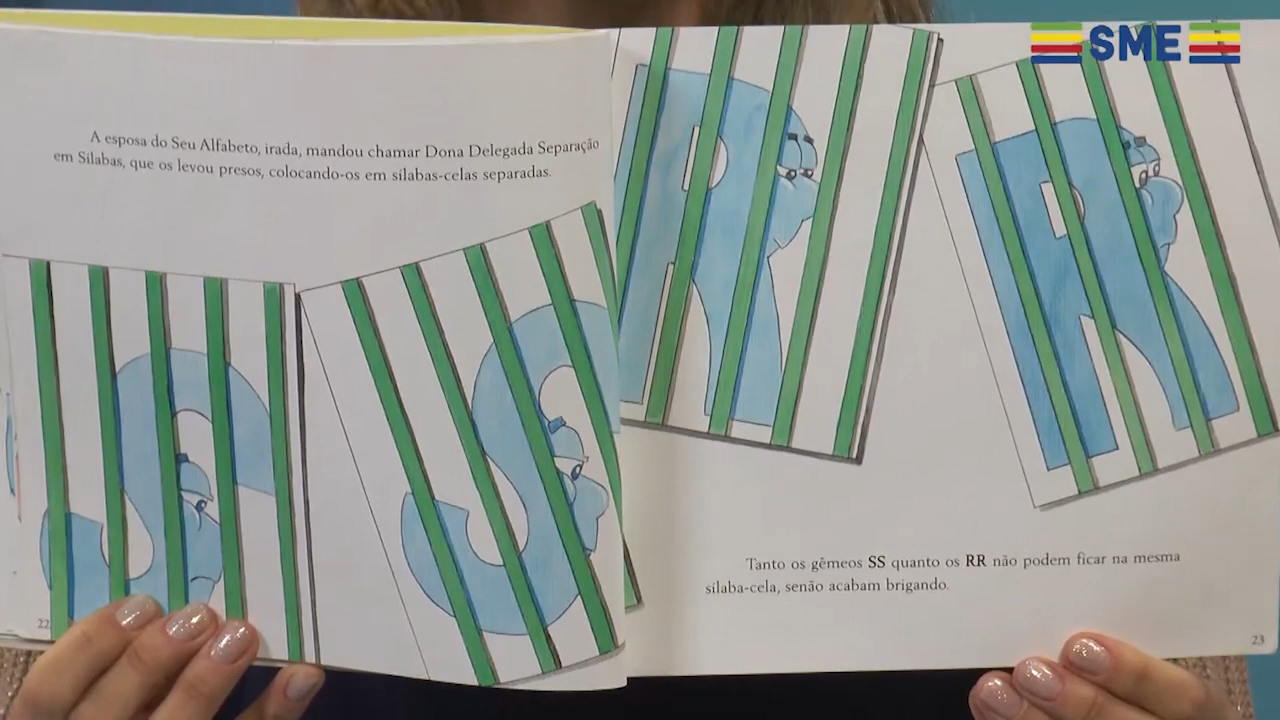 SME
A esposa do Seu Alfabeto, irada, mandou chamar Dona Delegada Separação
em Sílabas, que os levou presos, colocando-os em sílabas-celas separadas.
S S
22
R R
Tanto os gêmeos SS quanto os RR não podem ficar na mesma
sílaba-cela, senão acabam brigando.
23